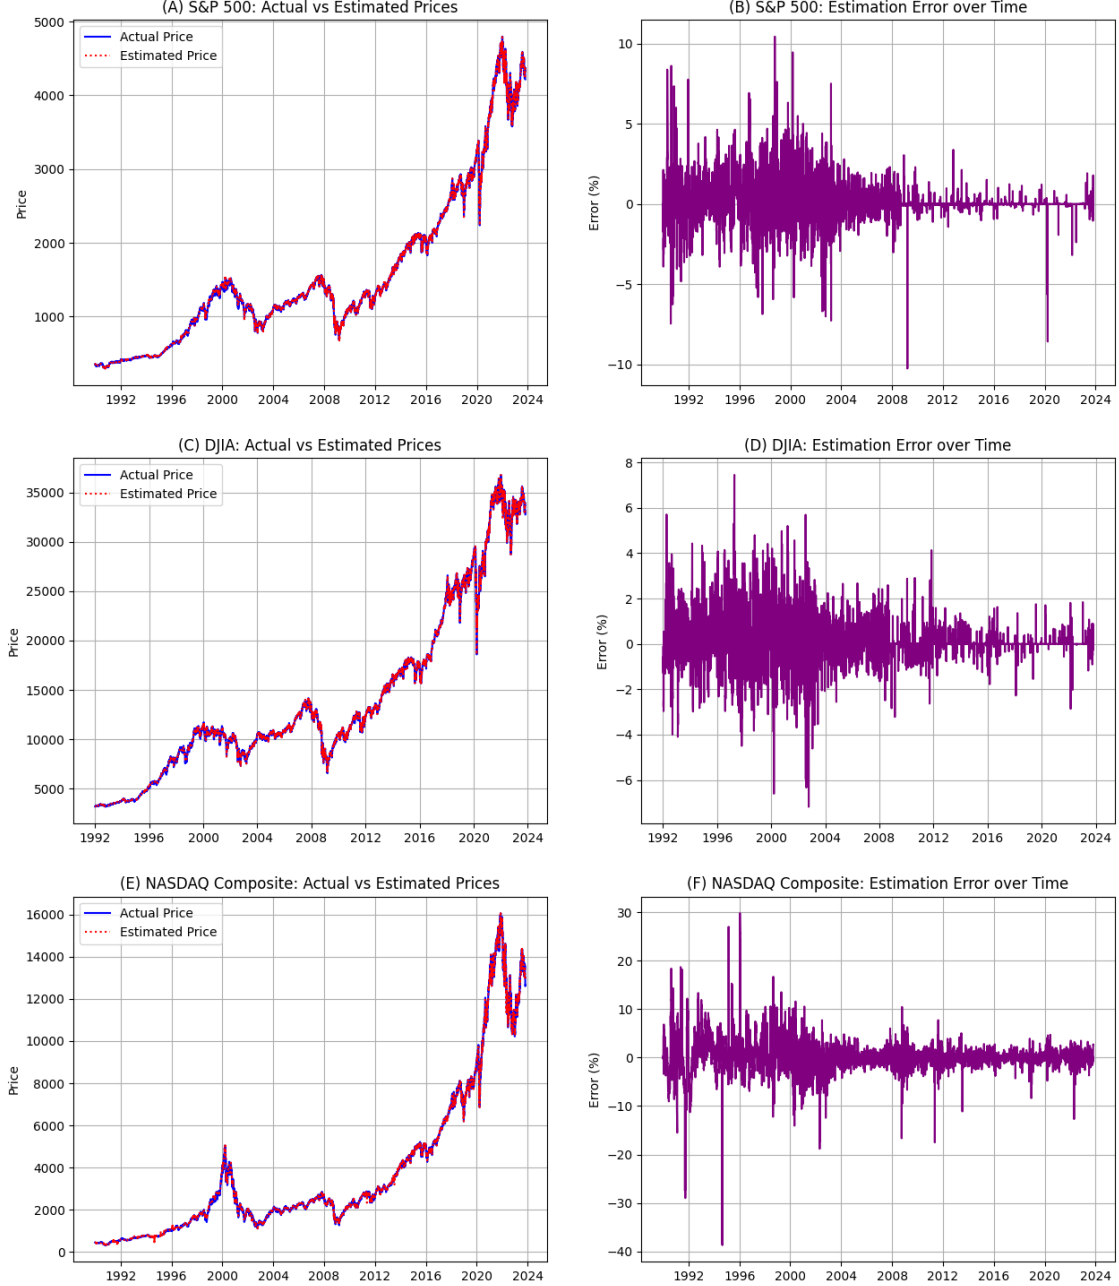 (A) S&P 500: Actual vs Estimated Prices
Actual Price
Estimated Price
Price
5000
4000
3000
2000
1000
1992 1996 2000 2004 2008 2012 2016 2020 2024
(B) S&P 500: Estimation Error over Time
Error (%)
10
5
0
−5
−10
1992 1996 2000 2004 2008 2012 2016 2020 2024
(C) DJIA: Actual vs Estimated Prices
Actual Price
Estimated Price
Price
35000
30000
25000
20000
15000
10000
5000
1992 1996 2000 2004 2008 2012 2016 2020 2024
(D) DJIA: Estimation Error over Time
Error (%)
8
6
4
2
0
−2
−4
−6
1992 1996 2000 2004 2008 2012 2016 2020 2024
(E) NASDAQ Composite: Actual vs Estimated Prices
Actual Price
Estimated Price
Price
16000
14000
12000
10000
8000
6000
4000
2000
0
1992 1996 2000 2004 2008 2012 2016 2020 2024
(F) NASDAQ Composite: Estimation Error over Time
Error (%)
30
20
10
0
−10
−20
−30
−40
1992 1996 2000 2004 2008 2012 2016 2020 2024